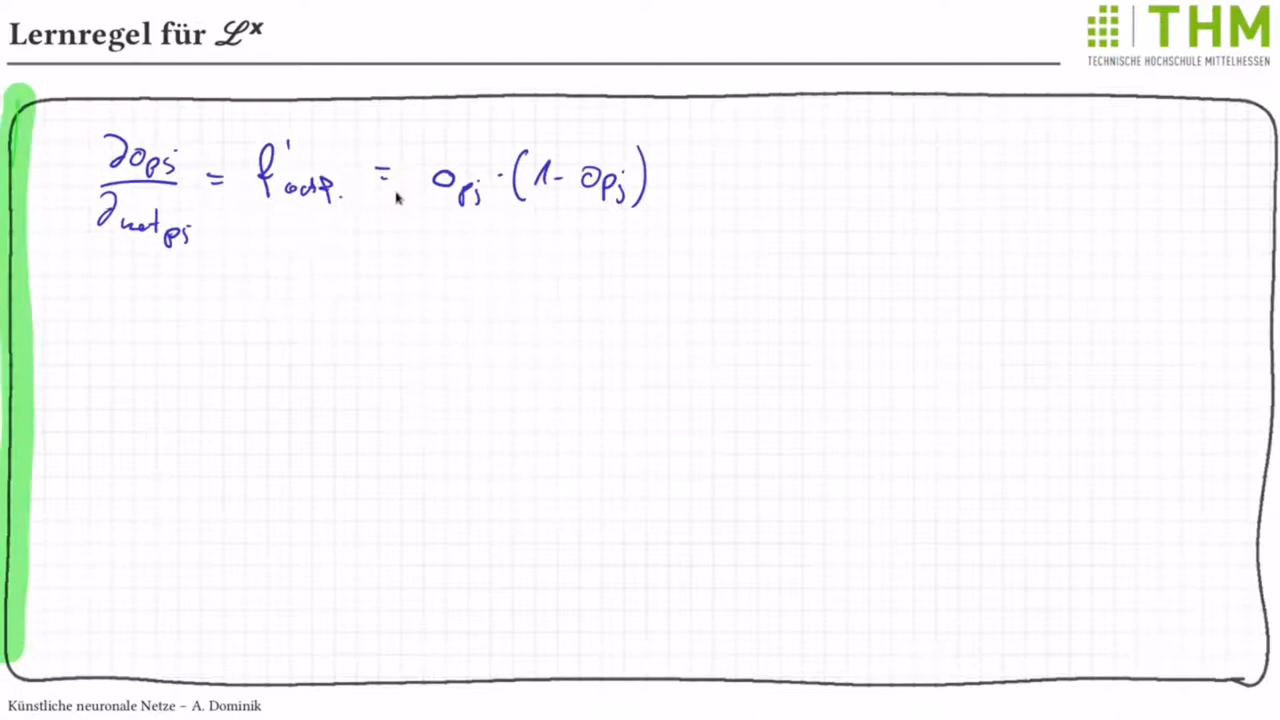 Lernregel für ℒˣ
THM
TECHNISCHE HOCHSCHULE MITTELHESSEN
∂o_pj / ∂net_pj = f'_act. = o_pj · (1 - o_pj)
Künstliche neuronale Netze – A. Dominik